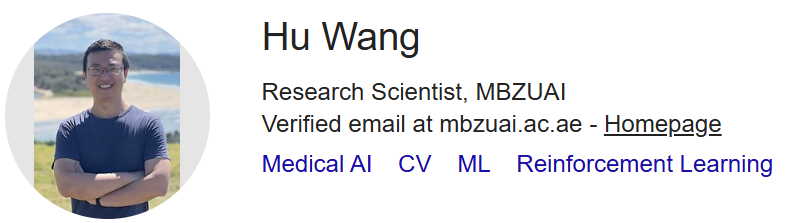 Hu Wang
Research Scientist, MBZUAI
Verified email at mbzuai.ac.ae - Homepage
Medical AI CV ML Reinforcement Learning